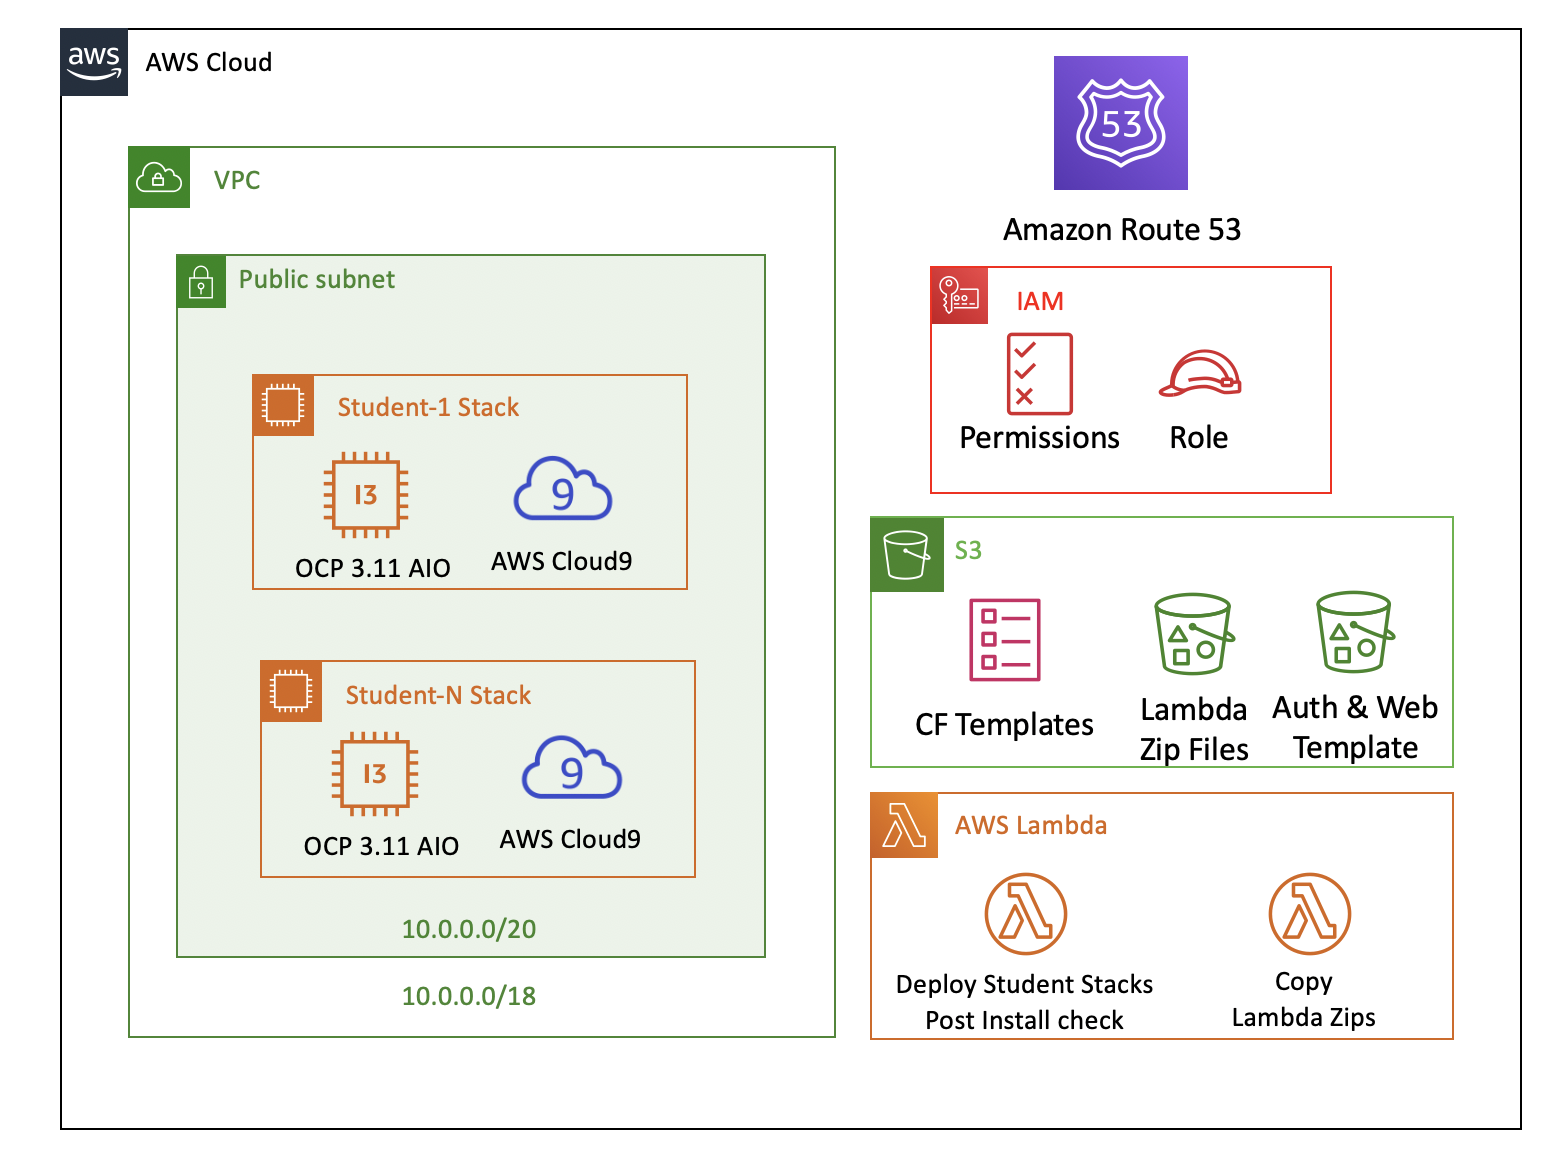 aws
AWS Cloud
53
Amazon Route 53
VPC
Public subnet
Student-1 Stack
I3
9
OCP 3.11 AIO
AWS Cloud9
Student-N Stack
I3
9
OCP 3.11 AIO
AWS Cloud9
10.0.0.0/20
10.0.0.0/18
IAM
Permissions
Role
S3
CF Templates
Lambda
Zip Files
Auth & Web
Template
AWS Lambda
Deploy Student Stacks
Post Install check
Copy
Lambda Zips